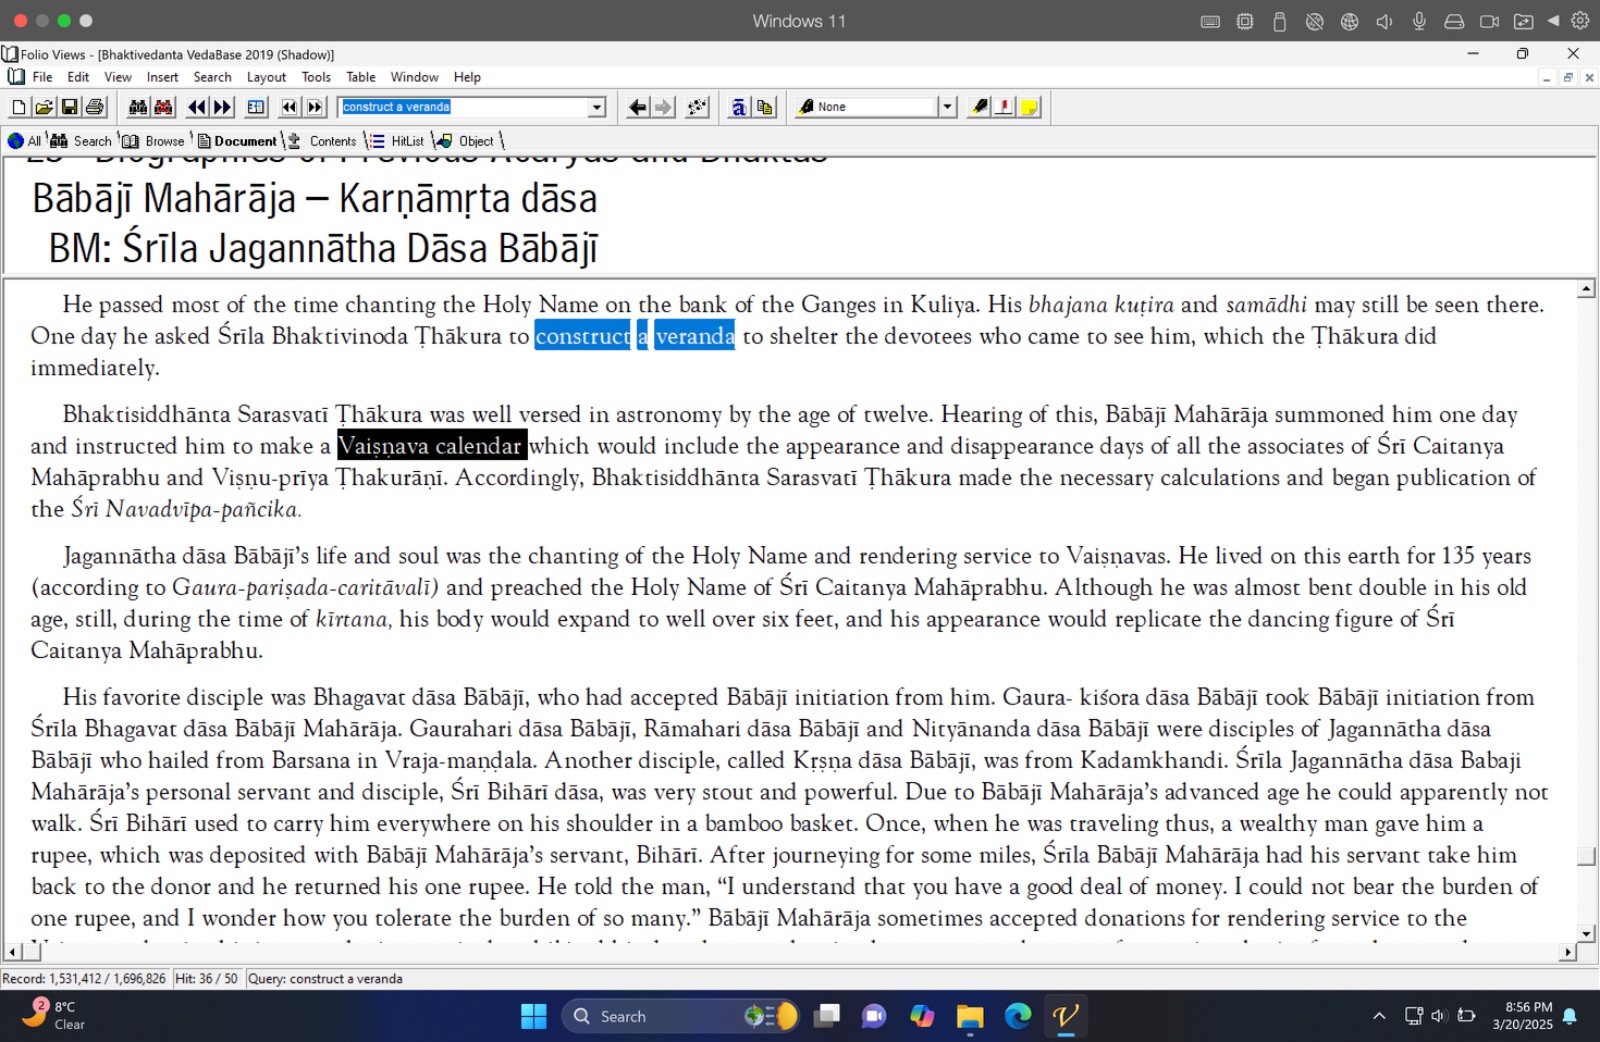 Windows 11
Folio Views - [Bhaktivedanta VedaBase 2019 (Shadow)]
File Edit View Insert Search Layout Tools Table Window Help
construct a veranda
None
All Search Browse Document Contents HitList Object
23 - Biographies of Previous Ācāryas and Bhaktas
Bābājī Mahārāja – Karṇāmṛta dāsa
BM: Śrīla Jagannātha Dāsa Bābājī
He passed most of the time chanting the Holy Name on the bank of the Ganges in Kuliya. His bhajana kuṭira and samādhi may still be seen there.
One day he asked Śrīla Bhaktivinoda Ṭhākura to construct a veranda to shelter the devotees who came to see him, which the Ṭhākura did
immediately.
Bhaktisiddhānta Sarasvatī Ṭhākura was well versed in astronomy by the age of twelve. Hearing of this, Bābājī Mahārāja summoned him one day
and instructed him to make a Vaiṣṇava calendar which would include the appearance and disappearance days of all the associates of Śrī Caitanya
Mahāprabhu and Viṣṇu-prīya Ṭhakurāṇī. Accordingly, Bhaktisiddhānta Sarasvatī Ṭhākura made the necessary calculations and began publication of
the Śrī Navadvīpa-pañcika.
Jagannātha dāsa Bābājī’s life and soul was the chanting of the Holy Name and rendering service to Vaiṣṇavas. He lived on this earth for 135 years
(according to Gaura-pariṣada-caritāvalī) and preached the Holy Name of Śrī Caitanya Mahāprabhu. Although he was almost bent double in his old
age, still, during the time of kīrtana, his body would expand to well over six feet, and his appearance would replicate the dancing figure of Śrī
Caitanya Mahāprabhu.
His favorite disciple was Bhagavat dāsa Bābājī, who had accepted Bābājī initiation from him. Gaura- kiśora dāsa Bābājī took Bābājī initiation from
Śrīla Bhagavat dāsa Bābājī Mahārāja. Gaurahari dāsa Bābājī, Rāmahari dāsa Bābājī and Nityānanda dāsa Bābājī were disciples of Jagannātha dāsa
Bābājī who hailed from Barsana in Vraja-maṇḍala. Another disciple, called Kṛṣṇa dāsa Bābājī, was from Kadamkhandi. Śrīla Jagannātha dāsa Babaji
Mahārāja’s personal servant and disciple, Śrī Bihārī dāsa, was very stout and powerful. Due to Bābājī Mahārāja’s advanced age he could apparently not
walk. Śrī Bihārī used to carry him everywhere on his shoulder in a bamboo basket. Once, when he was traveling thus, a wealthy man gave him a
rupee, which was deposited with Bābājī Mahārāja’s servant, Bihārī. After journeying for some miles, Śrīla Bābājī Mahārāja had his servant take him
back to the donor and he returned his one rupee. He told the man, “I understand that you have a good deal of money. I could not bear the burden of
one rupee, and I wonder how you tolerate the burden of so many.” Bābājī Mahārāja sometimes accepted donations for rendering service to the
Record: 1,531,412 / 1,696,826 Hit: 36 / 50 Query: construct a veranda
2 8°C
Clear
Search
8:56 PM
3/20/2025